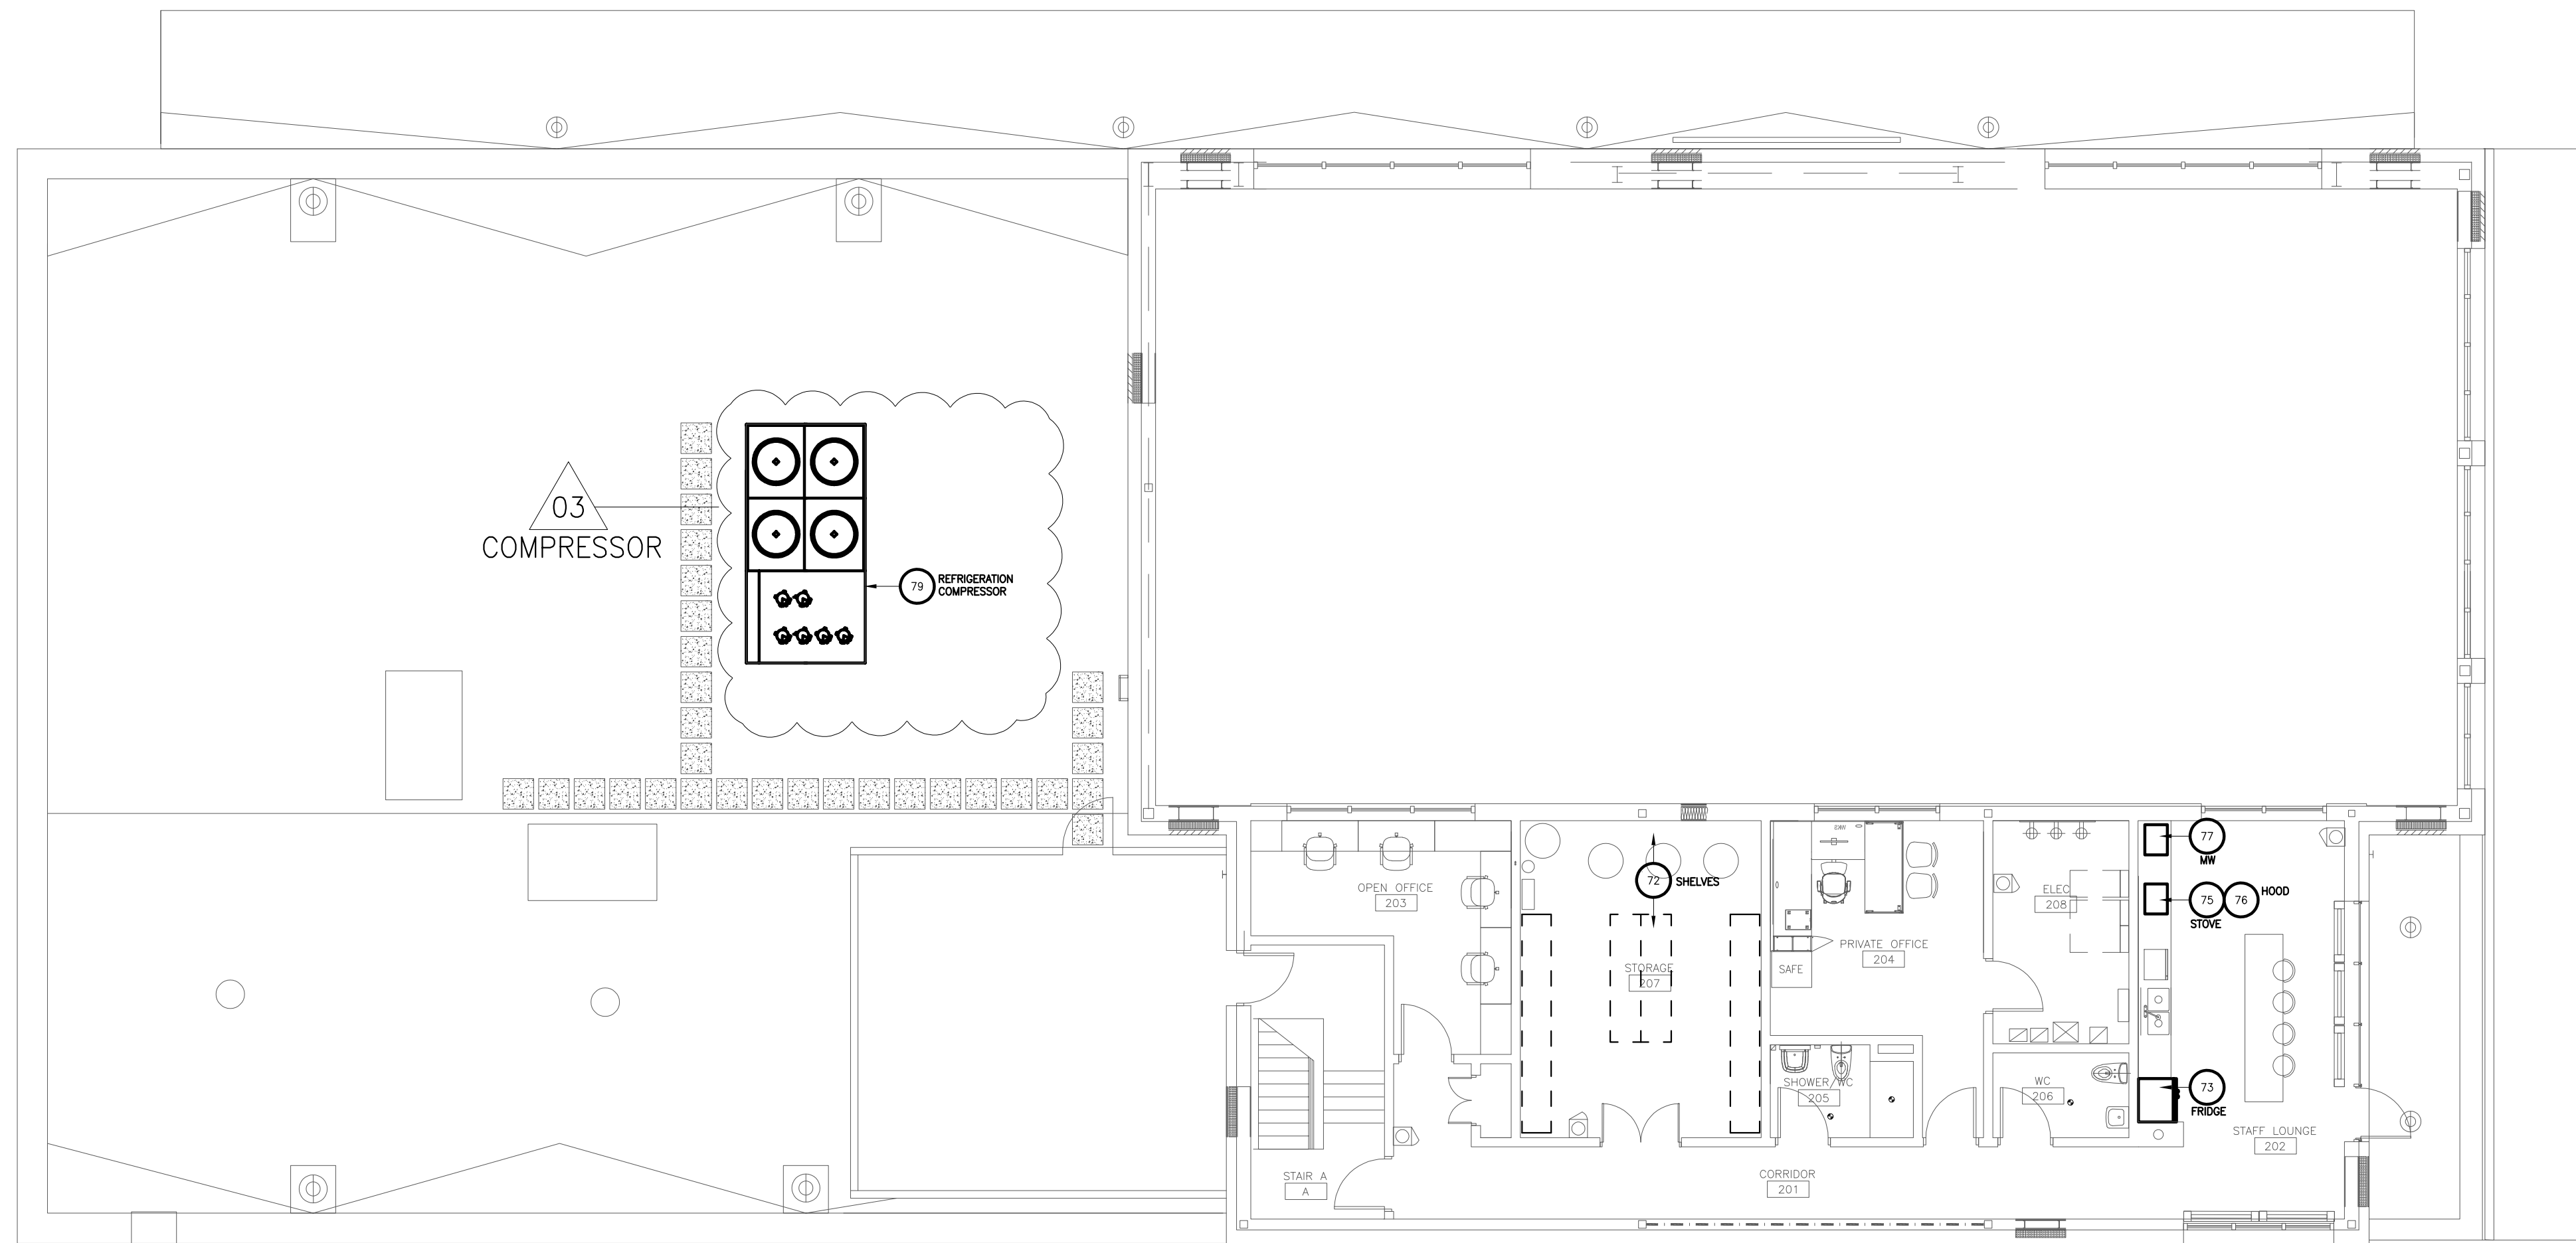 03
COMPRESSOR
79
REFRIGERATION
COMPRESSOR
WKS
77
MW
OPEN OFFICE
203
72
SHELVES
ELEC
208
75
76
HOOD
STOVE
PRIVATE OFFICE
204
STORAGE
207
SAFE
SHOWER/WC
205
WC
206
73
FRIDGE
STAFF LOUNGE
202
STAIR A
A
CORRIDOR
201